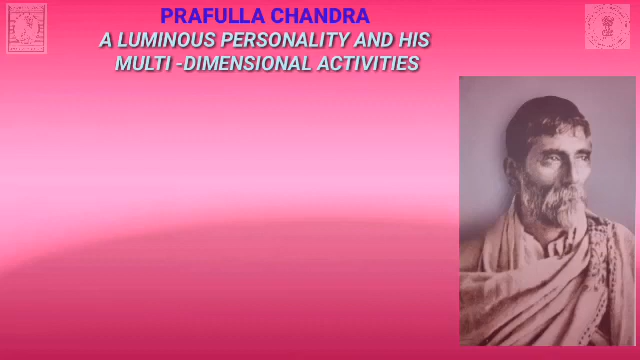 PRAFULLA CHANDRA
A LUMINOUS PERSONALITY AND HIS
MULTI -DIMENSIONAL ACTIVITIES